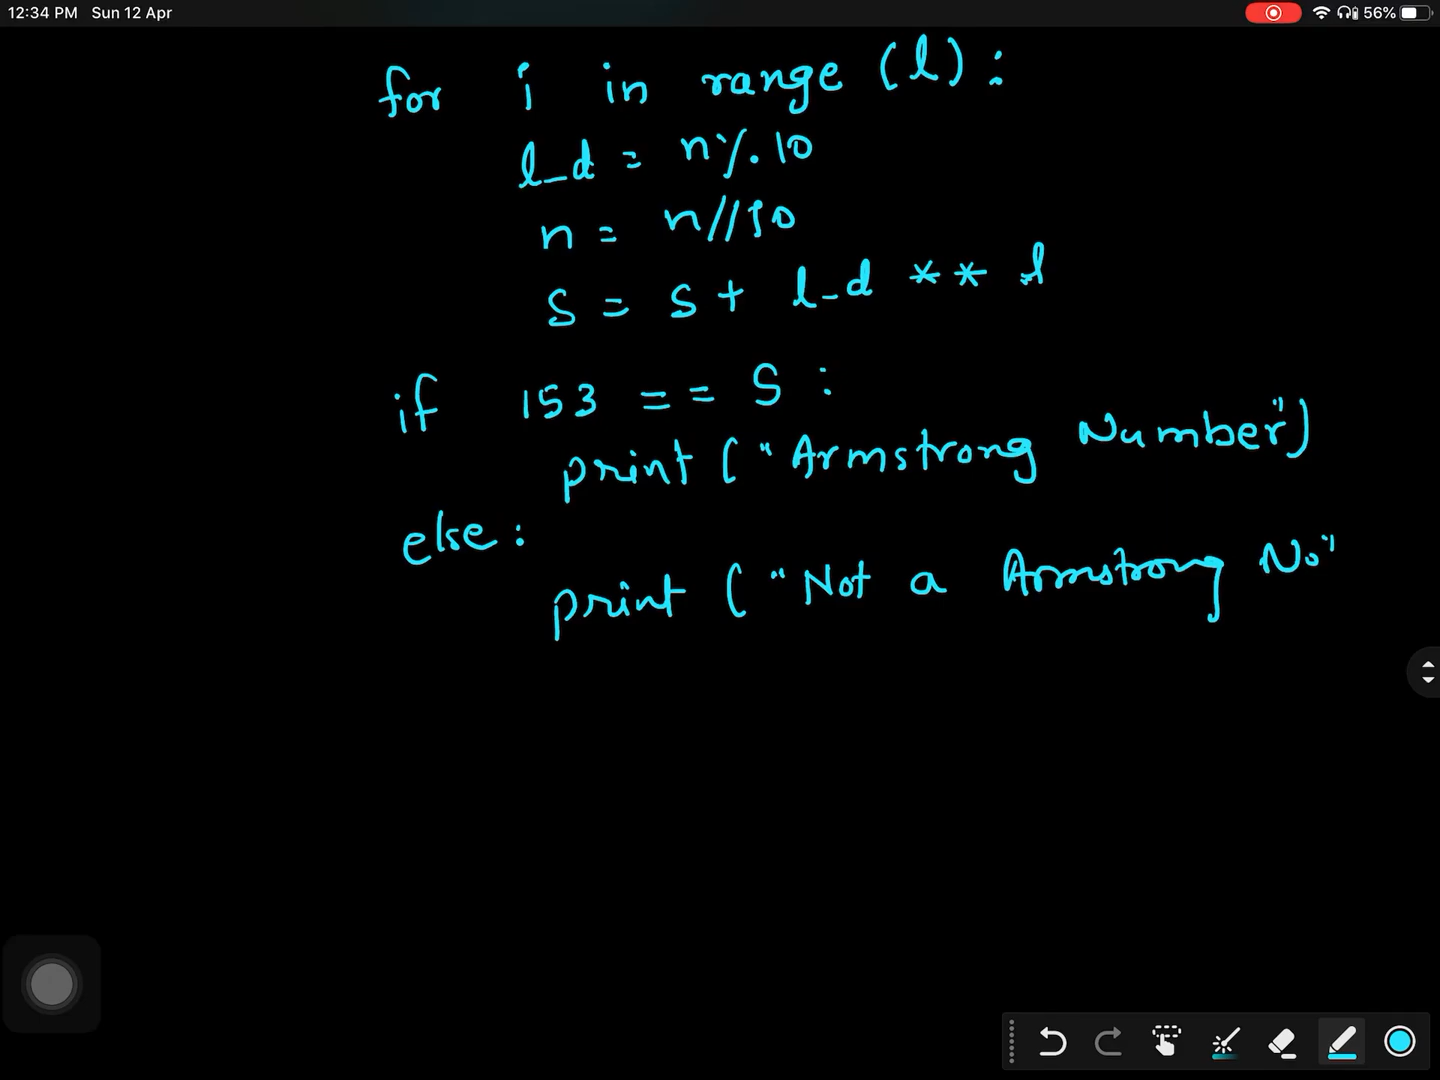 12:34 PM Sun 12 Apr 56%
for i in range (l) :
l_d = n % 10
n = n//10
S = S + l_d ** l
if 153 == S :
print ("Armstrong Number")
else :
print ("Not a Armstrong No"